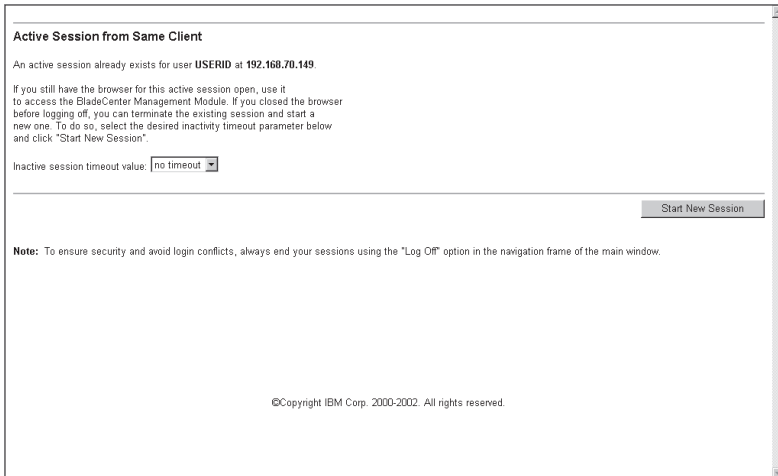 Active Session from Same Client
An active session already exists for user USERID at 192.168.70.149.
If you still have the browser for this active session open, use it
to access the BladeCenter Management Module. If you closed the browser
before logging off, you can terminate the existing session and start a
new one. To do so, select the desired inactivity timeout parameter below
and click "Start New Session".
Inactive session timeout value: no timeout
Start New Session
Note: To ensure security and avoid login conflicts, always end your sessions using the "Log Off" option in the navigation frame of the main window.
©Copyright IBM Corp. 2000-2002. All rights reserved.